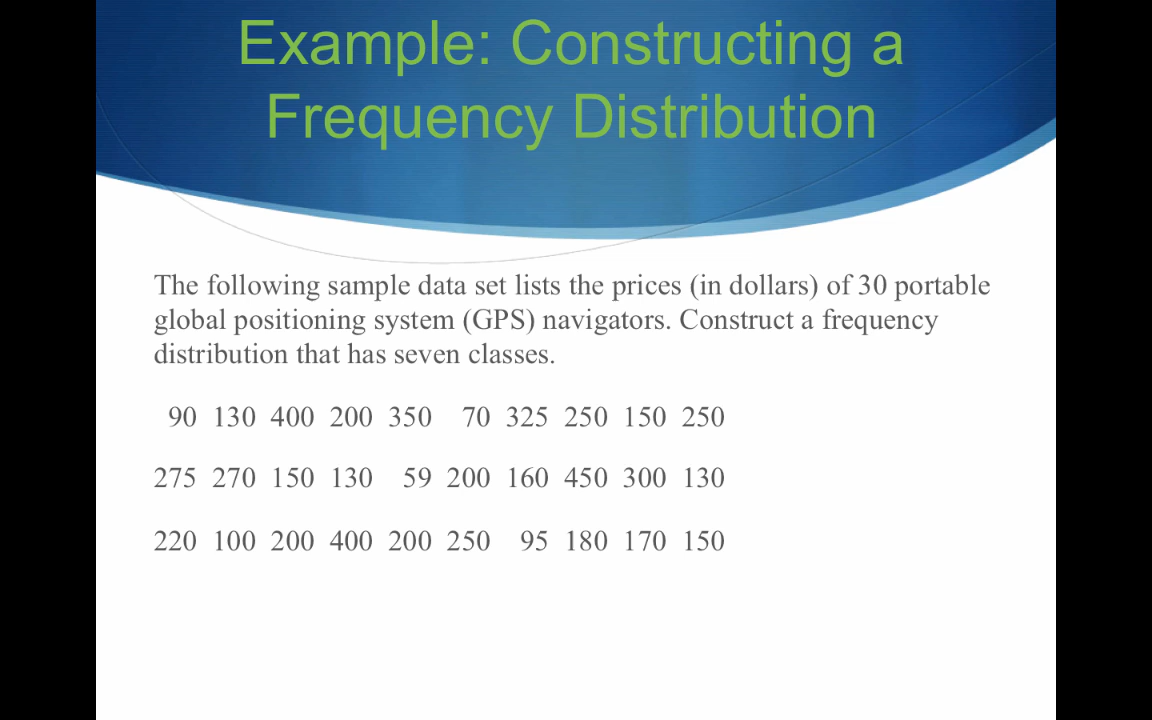 Example: Constructing a
Frequency Distribution
The following sample data set lists the prices (in dollars) of 30 portable
global positioning system (GPS) navigators. Construct a frequency
distribution that has seven classes.
90 130 400 200 350 70 325 250 150 250
275 270 150 130 59 200 160 450 300 130
220 100 200 400 200 250 95 180 170 150